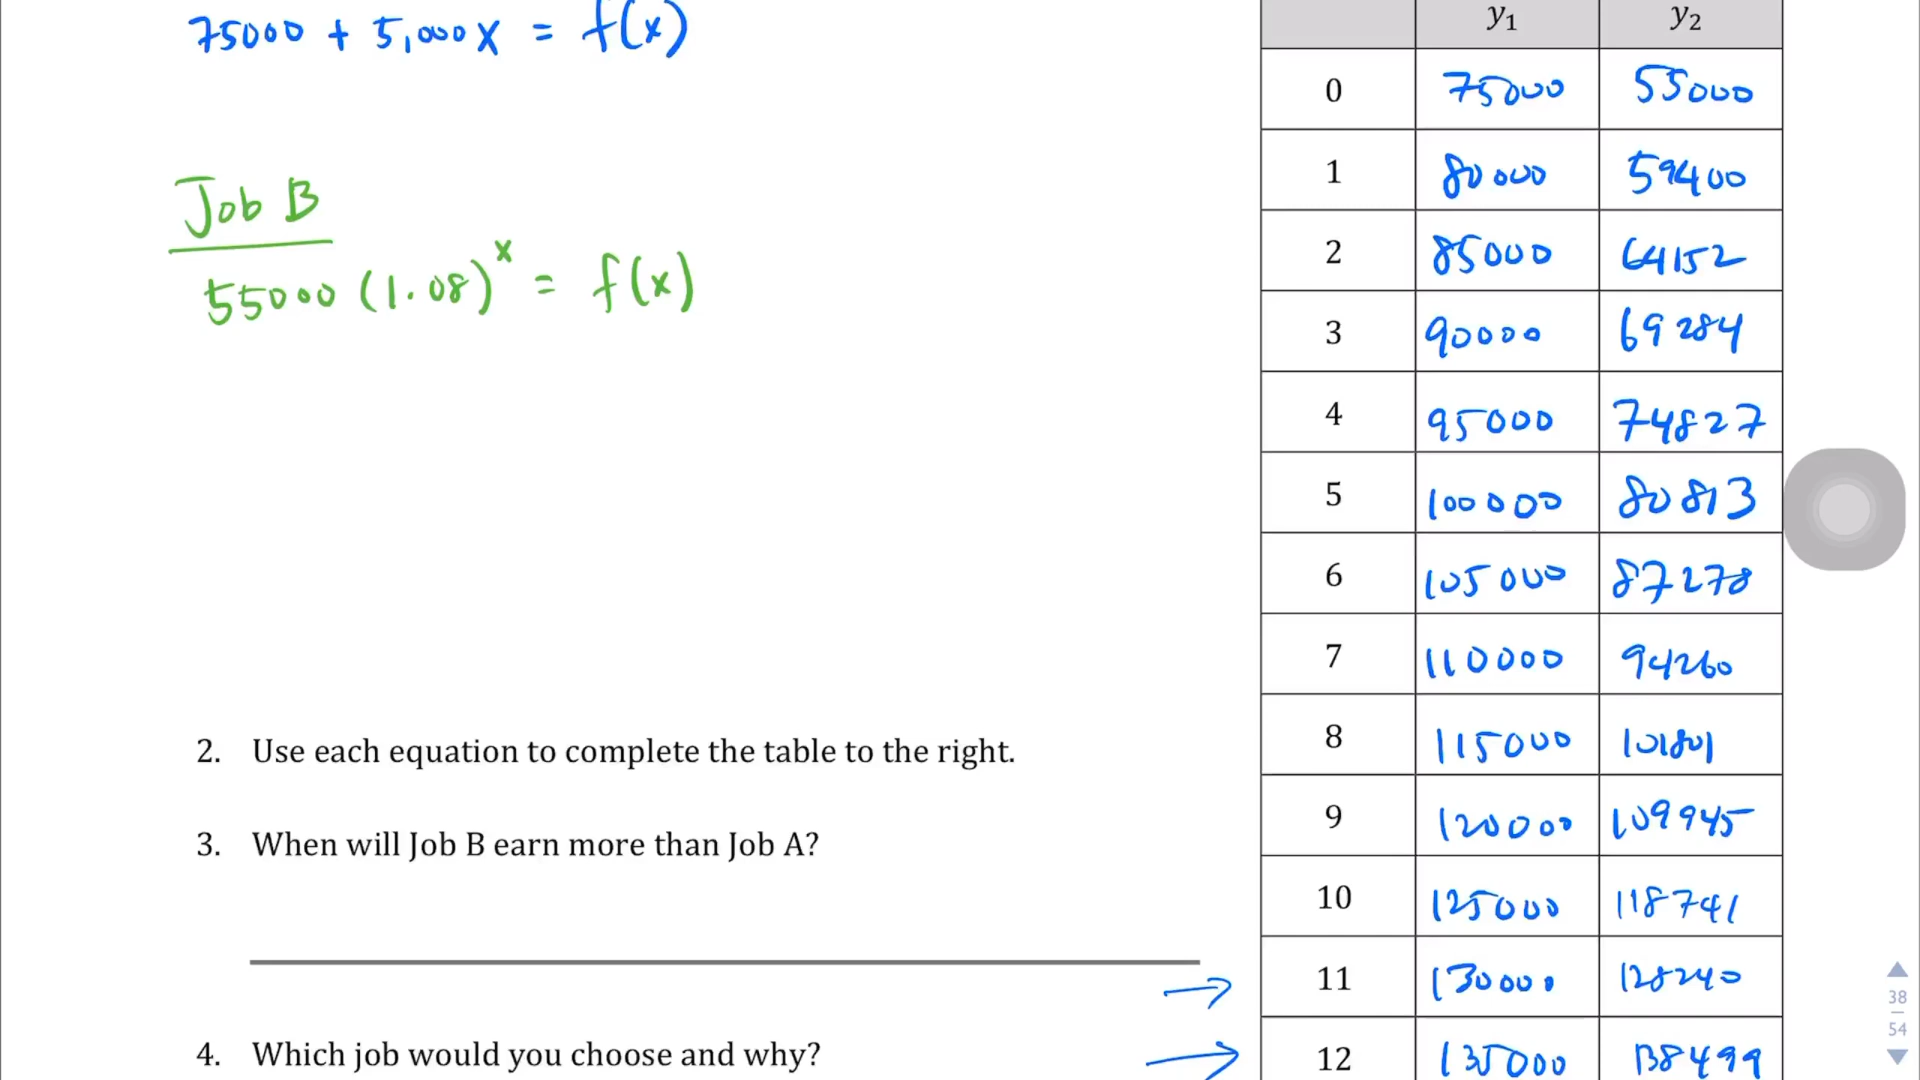 75000 + 5,000x = f(x)
Job B
55000 (1.08)^x = f(x)
2. Use each equation to complete the table to the right.
3. When will Job B earn more than Job A?
4. Which job would you choose and why?
y₁ y₂
0 75000 55000
1 80000 59400
2 85000 64152
3 90000 69284
4 95000 74827
5 100000 80813
6 105000 87278
7 110000 94260
8 115000 101801
9 120000 109945
10 125000 118741
11 130000 128240
12 135000 138499
38
54